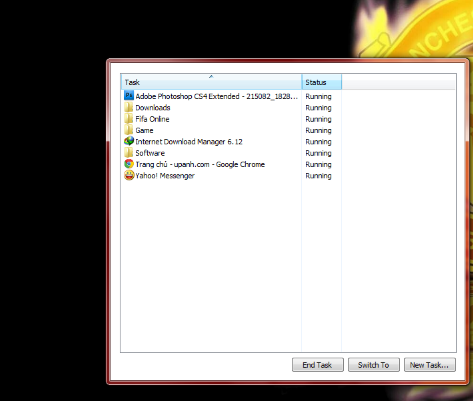 NCHE
Task Status
Adobe Photoshop CS4 Extended - 215082_1828... Running
Downloads Running
Fifa Online Running
Game Running
Internet Download Manager 6.12 Running
Software Running
Trang chủ - upanh.com - Google Chrome Running
Yahoo! Messenger Running
End Task Switch To New Task...